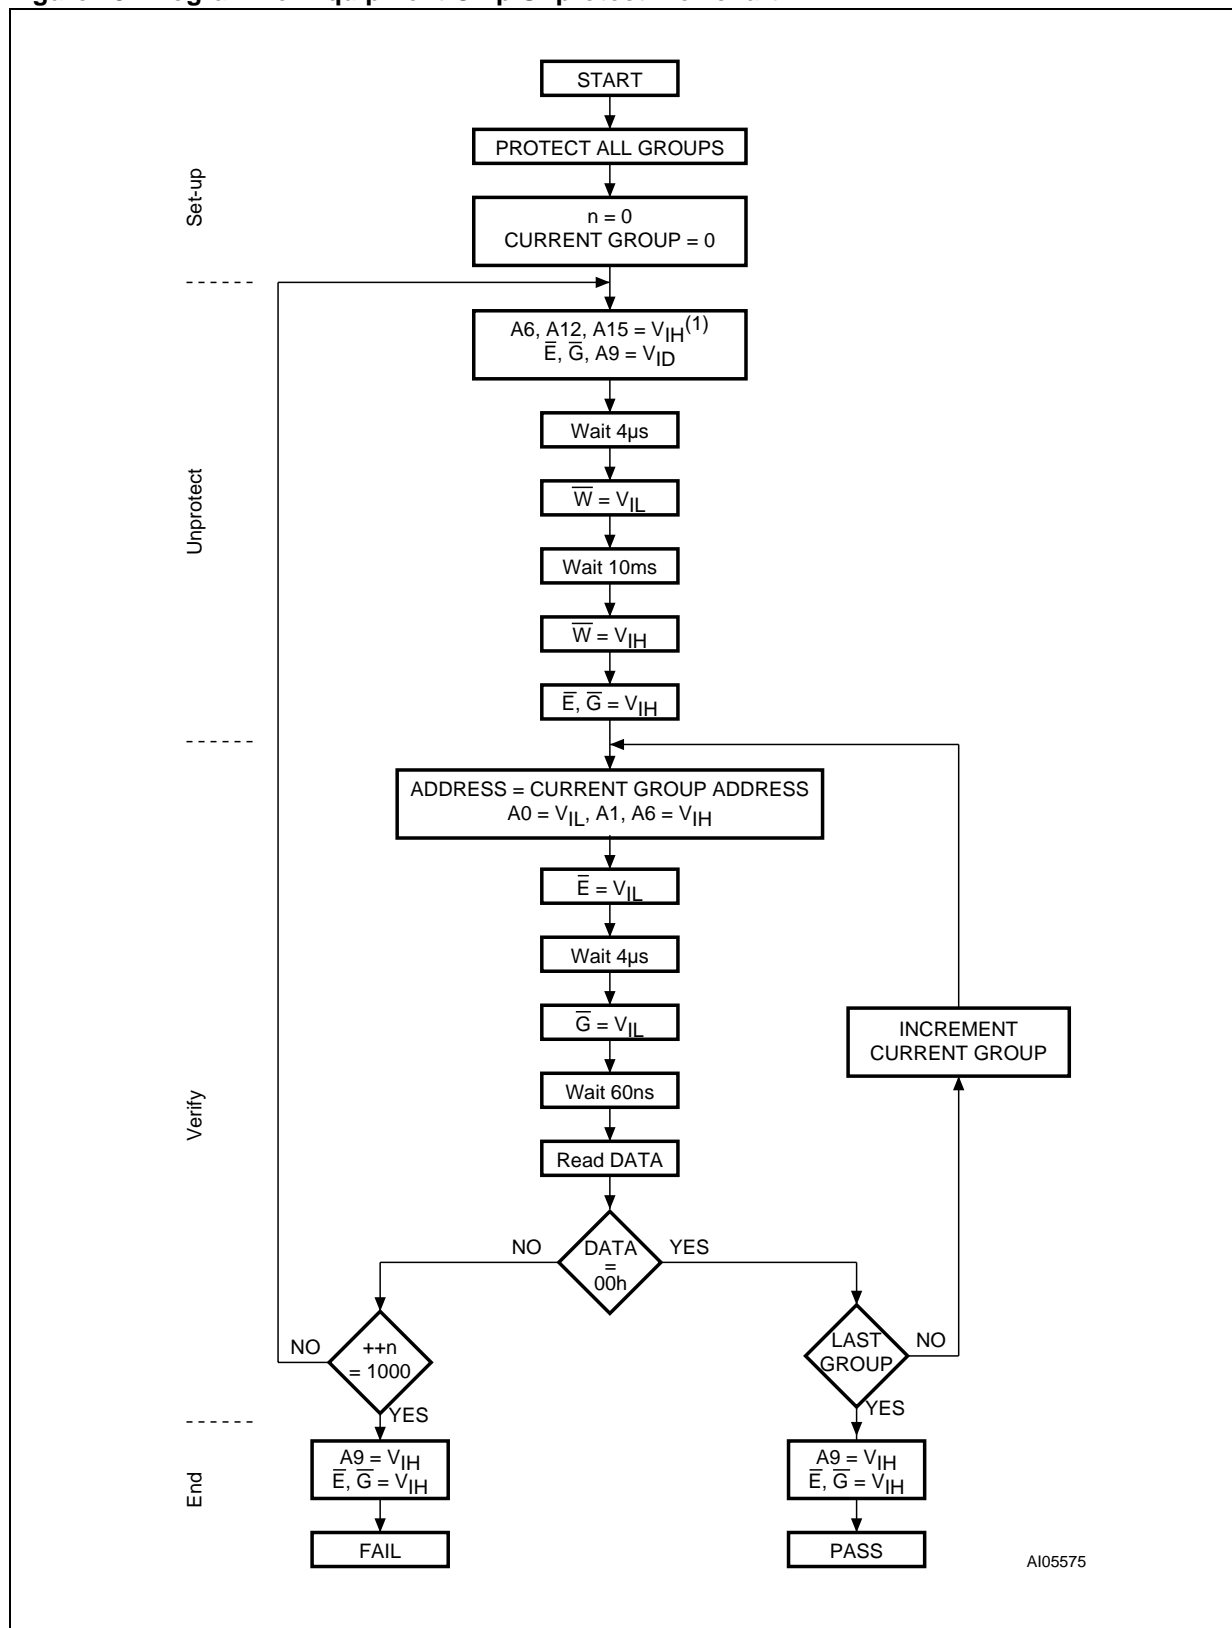 START
PROTECT ALL GROUPS
n = 0
CURRENT GROUP = 0
Set-up
A6, A12, A15 = VIH(1)
E̅, G̅, A9 = VID
Wait 4µs
W̅ = VIL
Unprotect
Wait 10ms
W̅ = VIH
E̅, G̅ = VIH
ADDRESS = CURRENT GROUP ADDRESS
A0 = VIL, A1, A6 = VIH
E̅ = VIL
Wait 4µs
G̅ = VIL
INCREMENT
CURRENT GROUP
Wait 60ns
Verify
Read DATA
NO
DATA
=
00h
YES
NO
++n
= 1000
LAST
GROUP
NO
YES
YES
A9 = VIH
E̅, G̅ = VIH
A9 = VIH
E̅, G̅ = VIH
End
FAIL
PASS
AI05575